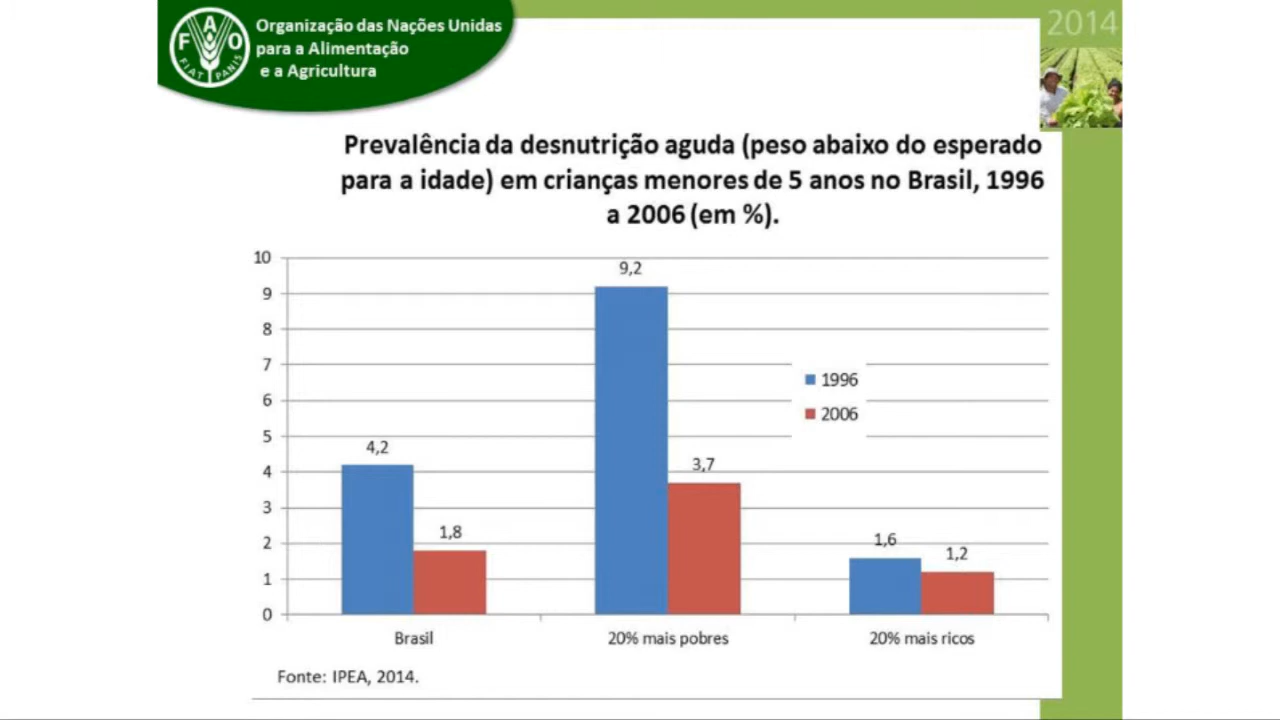 Organização das Nações Unidas
para a Alimentação
e a Agricultura
FAO
FIAT PANIS
2014
Prevalência da desnutrição aguda (peso abaixo do esperado
para a idade) em crianças menores de 5 anos no Brasil, 1996
a 2006 (em %).
10
9
8
7
6
5
4
3
2
1
0
4,2
1,8
9,2
3,7
1,6
1,2
1996
2006
Brasil
20% mais pobres
20% mais ricos
Fonte: IPEA, 2014.